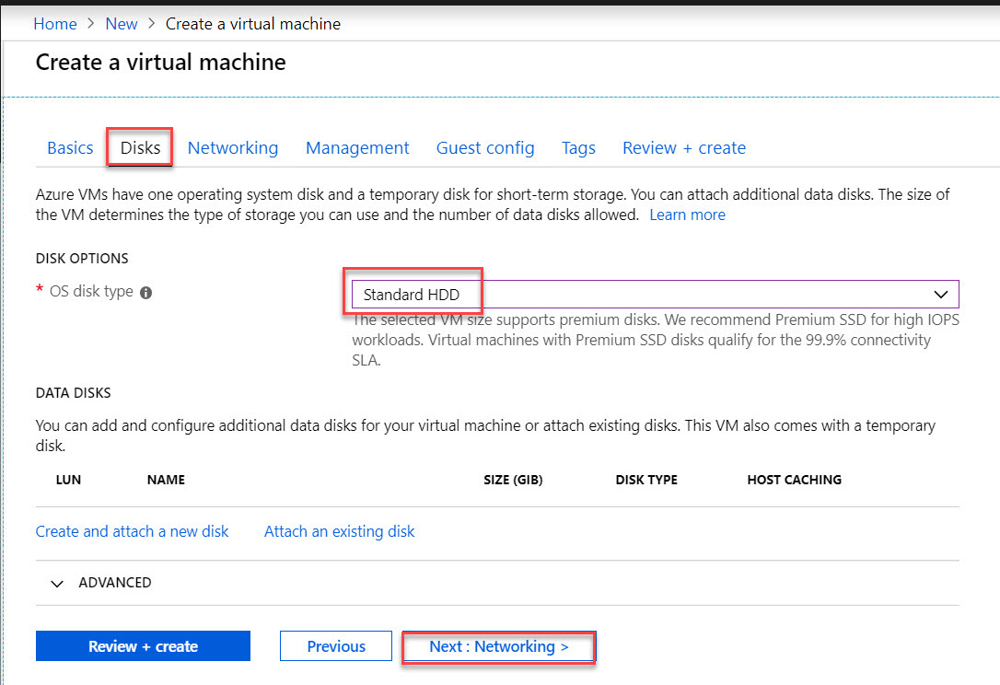 Home > New > Create a virtual machine
Create a virtual machine
Basics Disks Networking Management Guest config Tags Review + create
Azure VMs have one operating system disk and a temporary disk for short-term storage. You can attach additional data disks. The size of
the VM determines the type of storage you can use and the number of data disks allowed. Learn more
DISK OPTIONS
* OS disk type
Standard HDD
The selected VM size supports premium disks. We recommend Premium SSD for high IOPS
workloads. Virtual machines with Premium SSD disks qualify for the 99.9% connectivity
SLA.
DATA DISKS
You can add and configure additional data disks for your virtual machine or attach existing disks. This VM also comes with a temporary
disk.
LUN NAME SIZE (GIB) DISK TYPE HOST CACHING
Create and attach a new disk Attach an existing disk
ADVANCED
Review + create Previous Next : Networking >